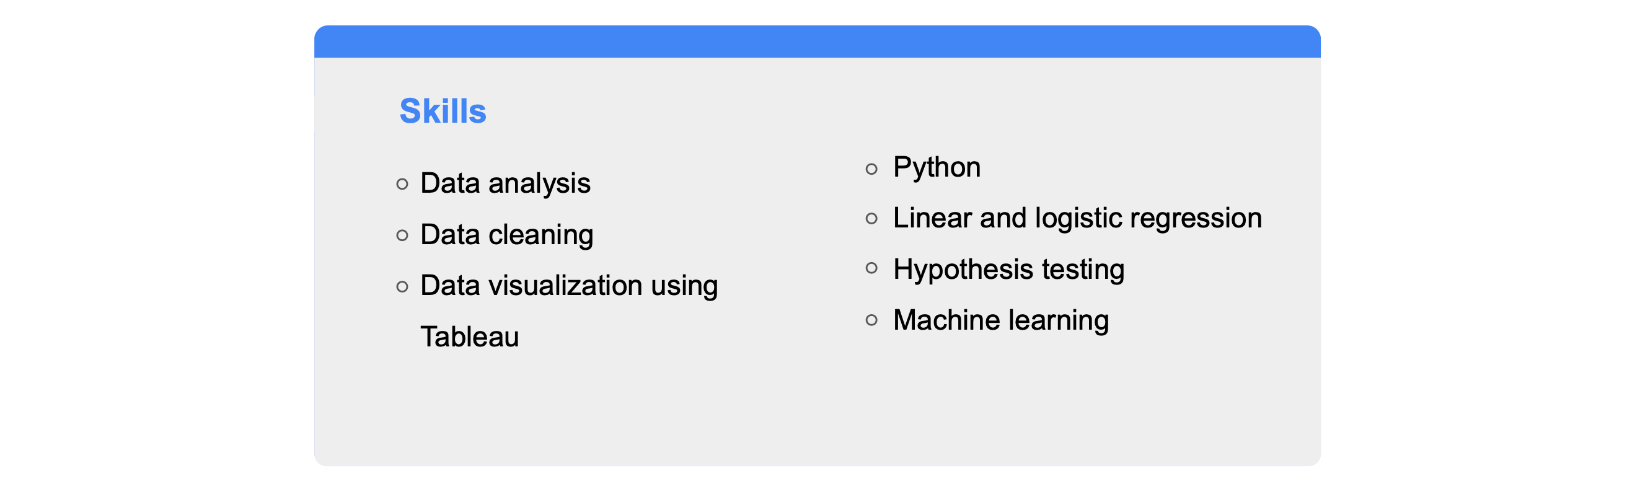 Skills
Data analysis
Data cleaning
Data visualization using
Tableau
Python
Linear and logistic regression
Hypothesis testing
Machine learning